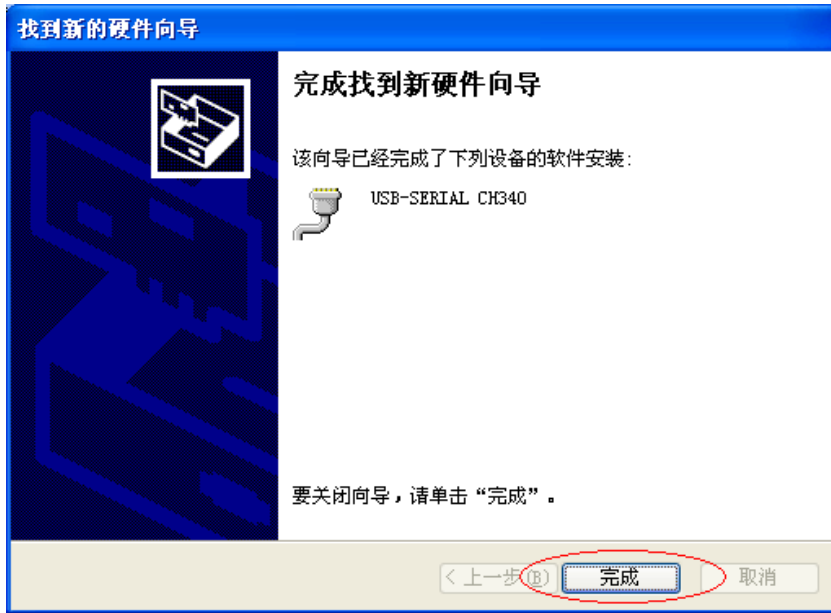 找到新的硬件向导
完成找到新硬件向导
该向导已经完成了下列设备的软件安装:
USB-SERIAL CH340
要关闭向导，请单击“完成”。
< 上一步(B)
完成
取消